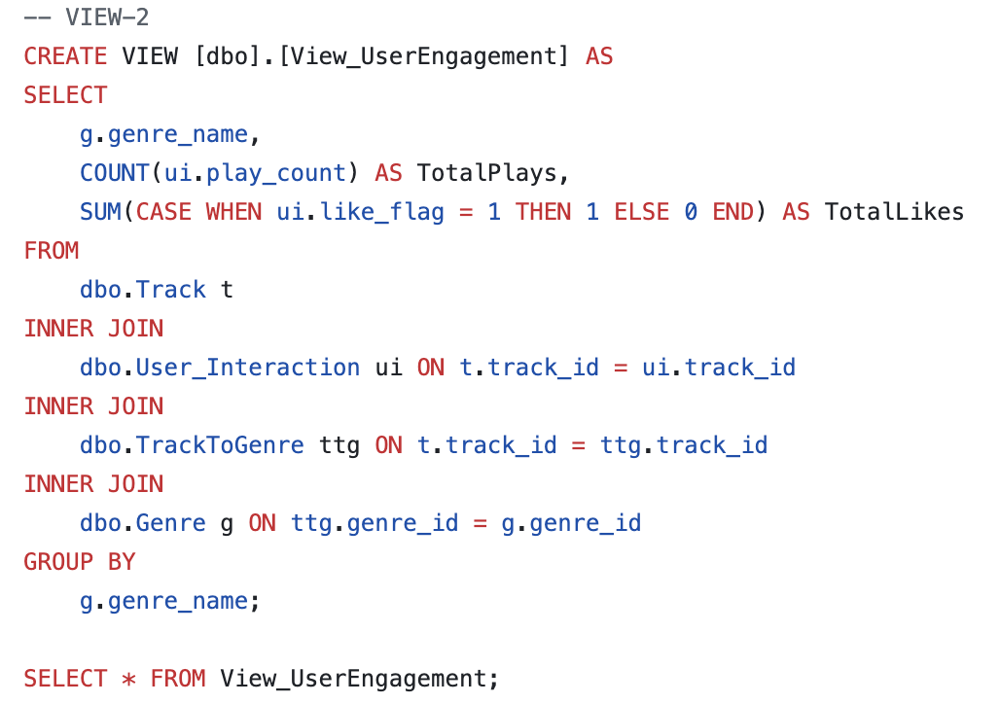 -- VIEW-2
CREATE VIEW [dbo].[View_UserEngagement] AS
SELECT
    g.genre_name,
    COUNT(ui.play_count) AS TotalPlays,
    SUM(CASE WHEN ui.like_flag = 1 THEN 1 ELSE 0 END) AS TotalLikes
FROM
    dbo.Track t
INNER JOIN
    dbo.User_Interaction ui ON t.track_id = ui.track_id
INNER JOIN
    dbo.TrackToGenre ttg ON t.track_id = ttg.track_id
INNER JOIN
    dbo.Genre g ON ttg.genre_id = g.genre_id
GROUP BY
    g.genre_name;

SELECT * FROM View_UserEngagement;